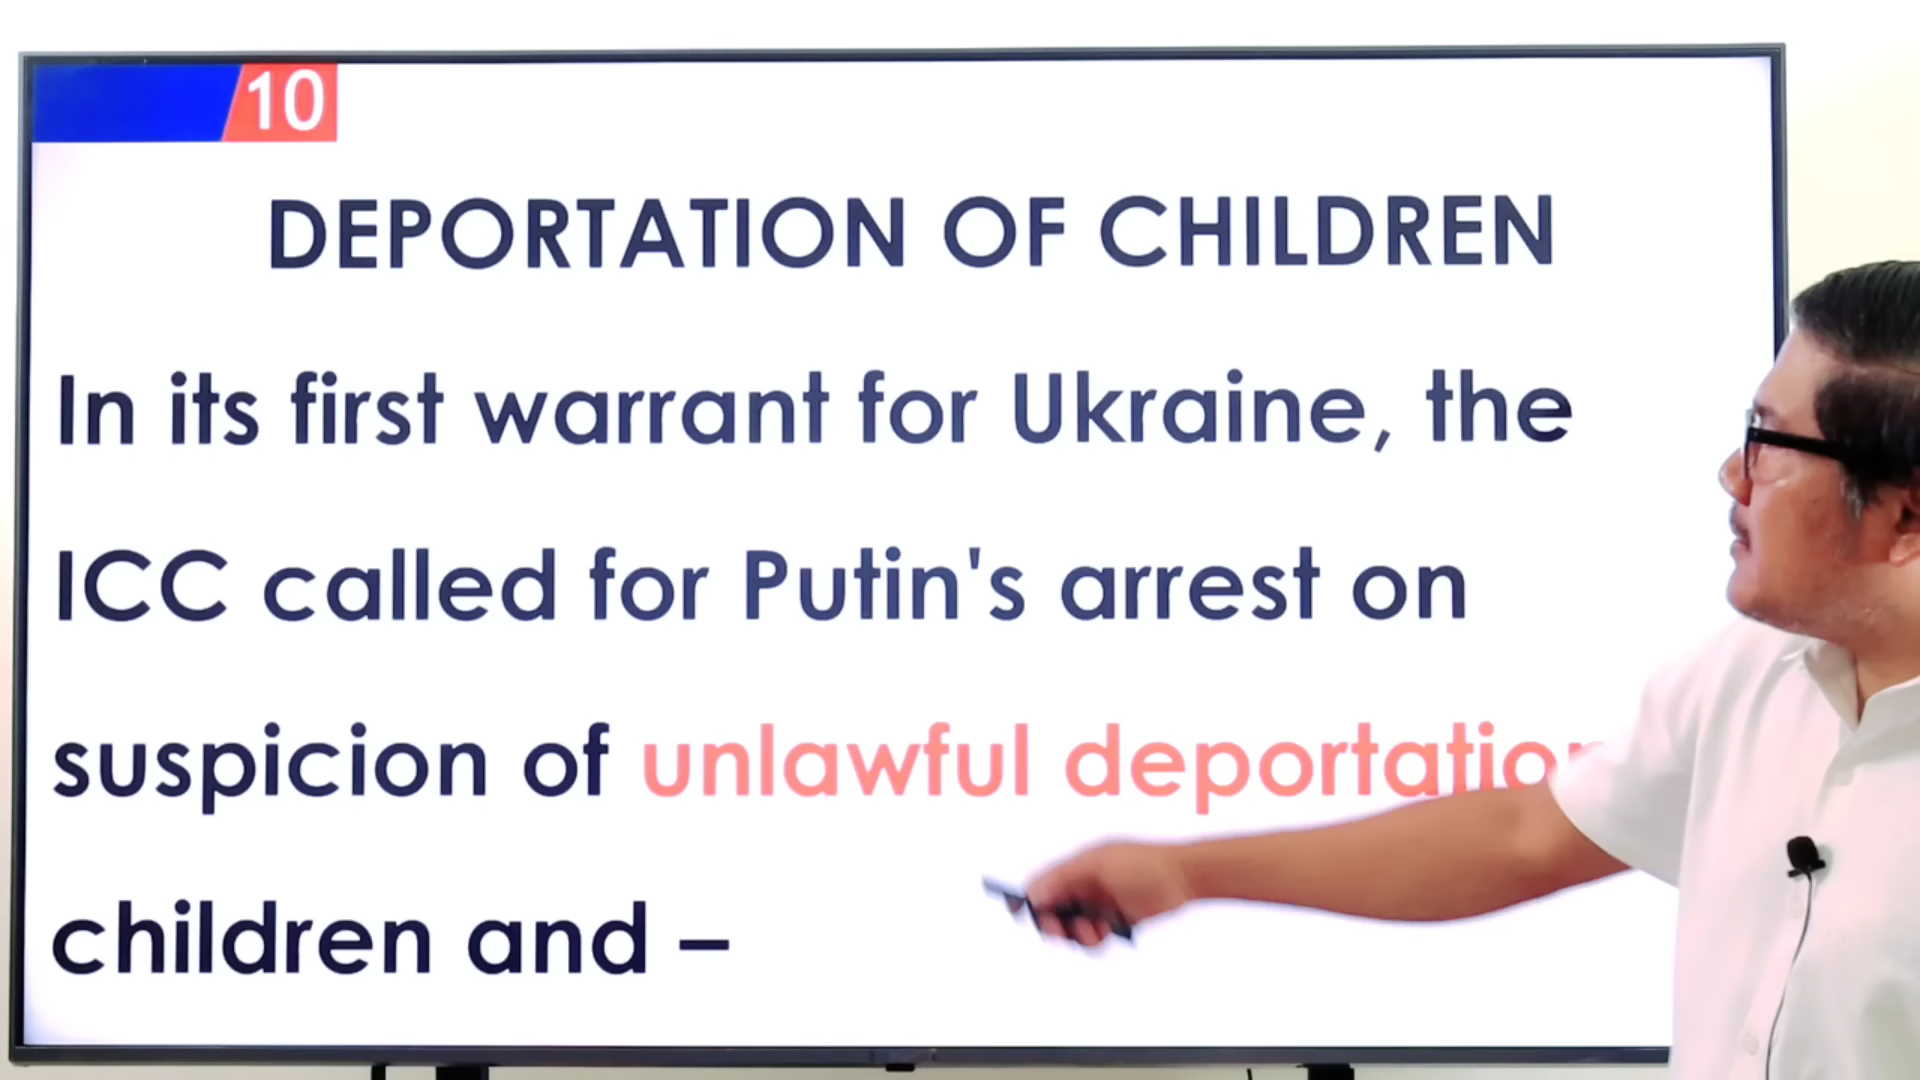 10
DEPORTATION OF CHILDREN
In its first warrant for Ukraine, the
ICC called for Putin's arrest on
suspicion of unlawful deportation
children and –